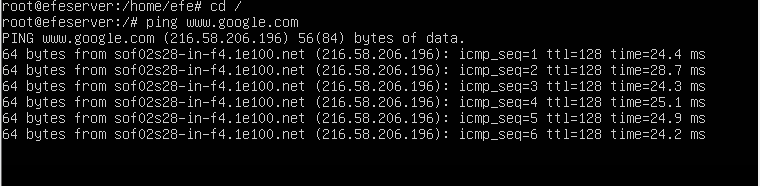 root@efeserver:/home/efe# cd /
root@efeserver:/# ping www.google.com
PING www.google.com (216.58.206.196) 56(84) bytes of data.
64 bytes from sof02s28-in-f4.1e100.net (216.58.206.196): icmp_seq=1 ttl=128 time=24.4 ms
64 bytes from sof02s28-in-f4.1e100.net (216.58.206.196): icmp_seq=2 ttl=128 time=28.7 ms
64 bytes from sof02s28-in-f4.1e100.net (216.58.206.196): icmp_seq=3 ttl=128 time=24.3 ms
64 bytes from sof02s28-in-f4.1e100.net (216.58.206.196): icmp_seq=4 ttl=128 time=25.1 ms
64 bytes from sof02s28-in-f4.1e100.net (216.58.206.196): icmp_seq=5 ttl=128 time=24.9 ms
64 bytes from sof02s28-in-f4.1e100.net (216.58.206.196): icmp_seq=6 ttl=128 time=24.2 ms